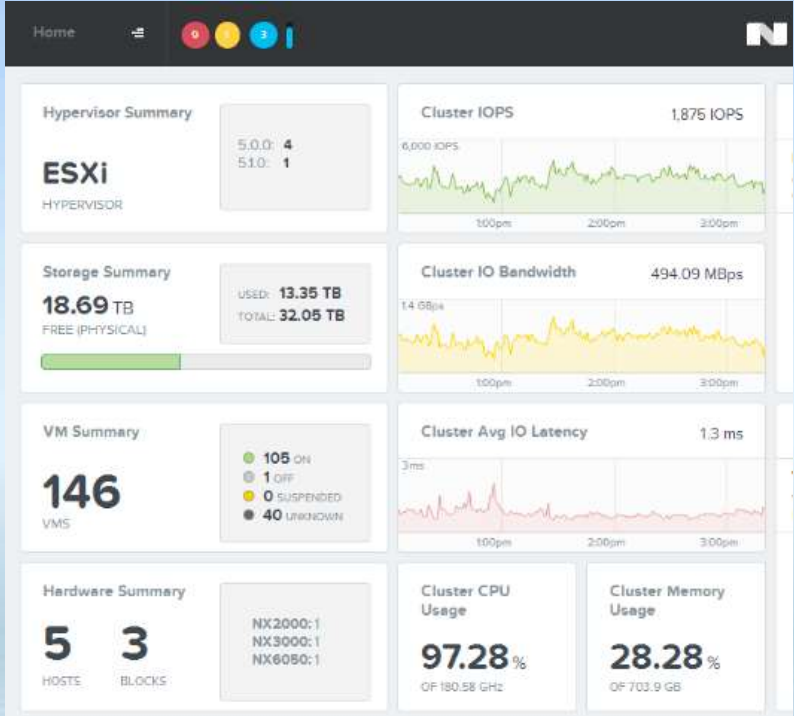 Home
0
3
N
Hypervisor Summary
ESXi
HYPERVISOR
5.0.0: 4
5.1.0: 1
Cluster IOPS
1,875 IOPS
6,000 IOPS
1:00pm 2:00pm 3:00pm
Storage Summary
18.69 TB
FREE (PHYSICAL)
USED: 13.35 TB
TOTAL: 32.05 TB
Cluster IO Bandwidth
494.09 MBps
1.4 GBps
1:00pm 2:00pm 3:00pm
VM Summary
146
VMS
105 ON
1 OFF
0 SUSPENDED
40 UNKNOWN
Cluster Avg IO Latency
1.3 ms
3 ms
1:00pm 2:00pm 3:00pm
Hardware Summary
5 3
HOSTS BLOCKS
NX2000: 1
NX3000: 1
NX6050: 1
Cluster CPU
Usage
97.28 %
OF 180.58 GHz
Cluster Memory
Usage
28.28 %
OF 703.9 GB